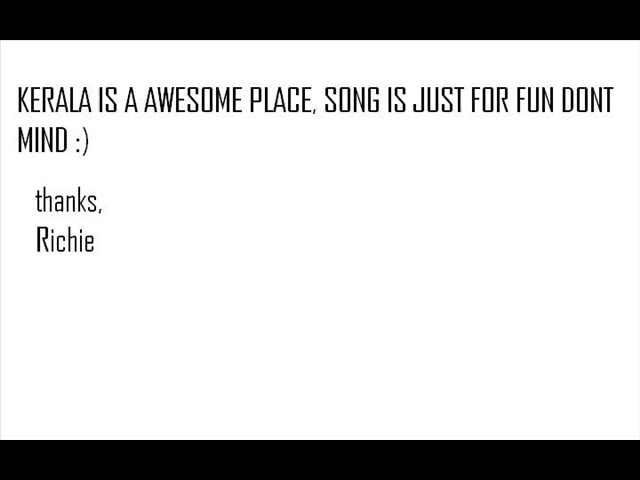 KERALA IS A AWESOME PLACE, SONG IS JUST FOR FUN DONT
MIND :)
thanks,
Richie